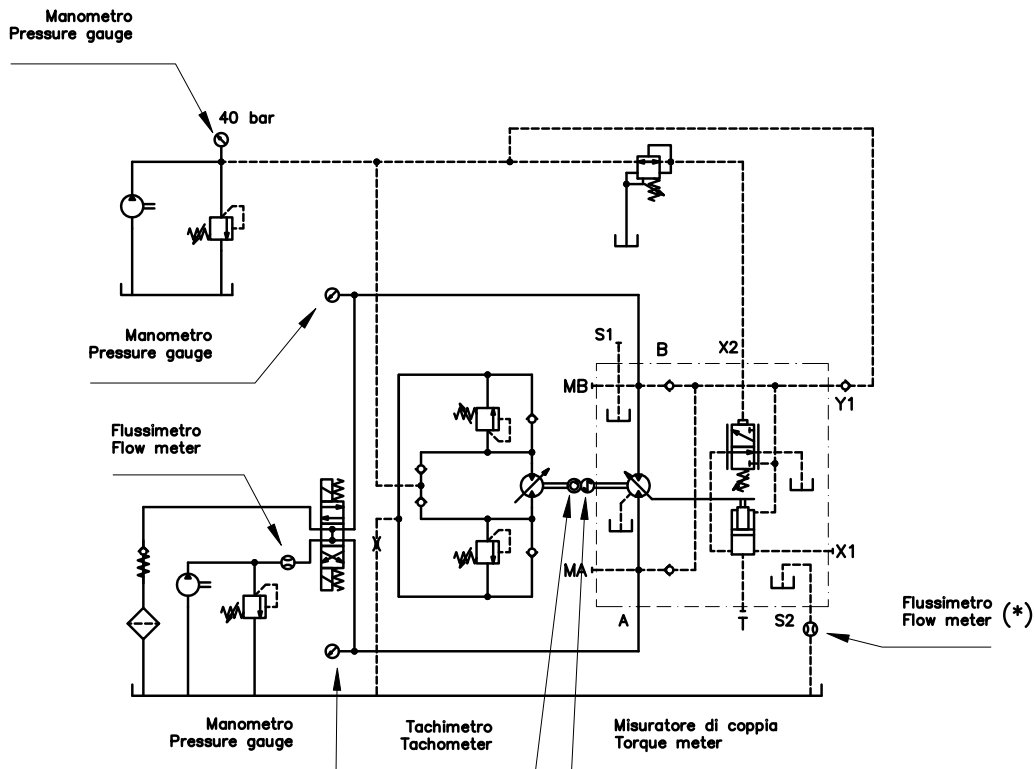 Manometro
Pressure gauge
40 bar
Manometro
Pressure gauge
S1
B
X2
MB
Y1
Flussimetro
Flow meter
MA
X1
A
T
S2
Flussimetro
Flow meter (*)
Manometro
Pressure gauge
Tachimetro
Tachometer
Misuratore di coppia
Torque meter